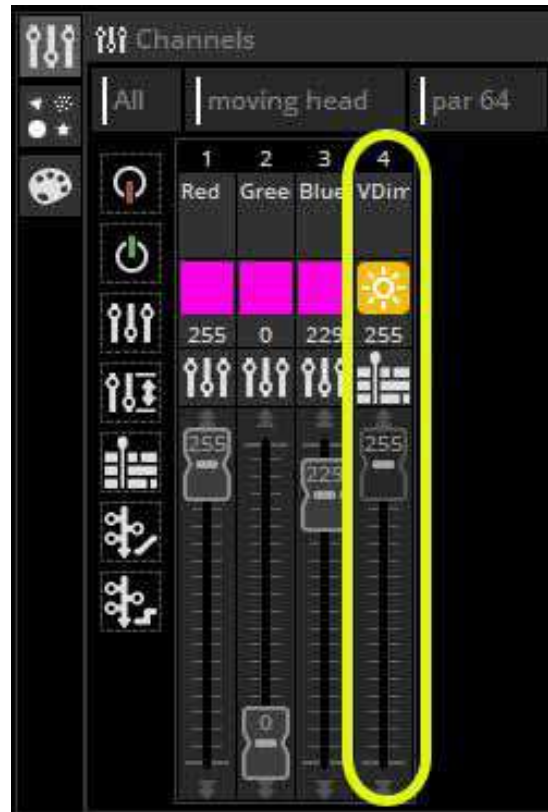 Channels
All moving head par 64
1 2 3 4
Red Gree Blue VDim
255 0 229 255
255 229 255
0